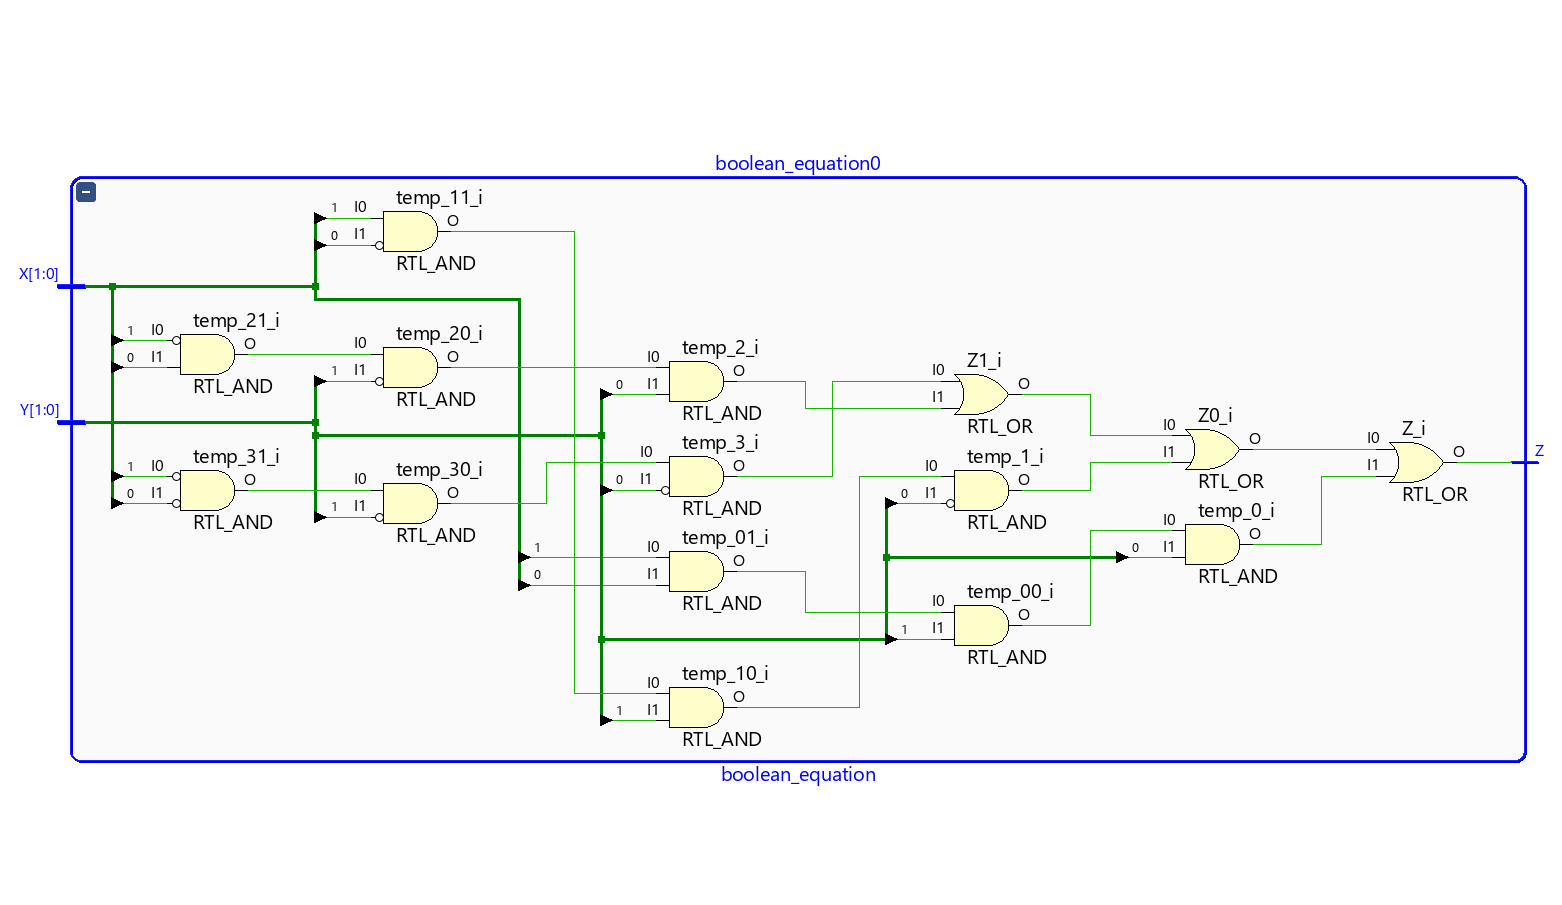 boolean_equation0
temp_11_i
1 I0 O
0 I1
RTL_AND
X[1:0]
temp_21_i
1 I0 O
0 I1
RTL_AND
temp_20_i
I0 O
1 I1
RTL_AND
temp_2_i
I0 O
0 I1
RTL_AND
Z1_i
I0 O
I1
RTL_OR
Y[1:0]
Z0_i
I0 O
I1
RTL_OR
Z_i
I0 O
I1
RTL_OR
Z
temp_31_i
1 I0 O
0 I1
RTL_AND
temp_30_i
I0 O
1 I1
RTL_AND
temp_3_i
I0 O
0 I1
RTL_AND
temp_1_i
I0 O
0 I1
RTL_AND
temp_0_i
I0 O
0 I1
RTL_AND
temp_01_i
1 I0 O
0 I1
RTL_AND
temp_00_i
I0 O
1 I1
RTL_AND
temp_10_i
I0 O
1 I1
RTL_AND
boolean_equation